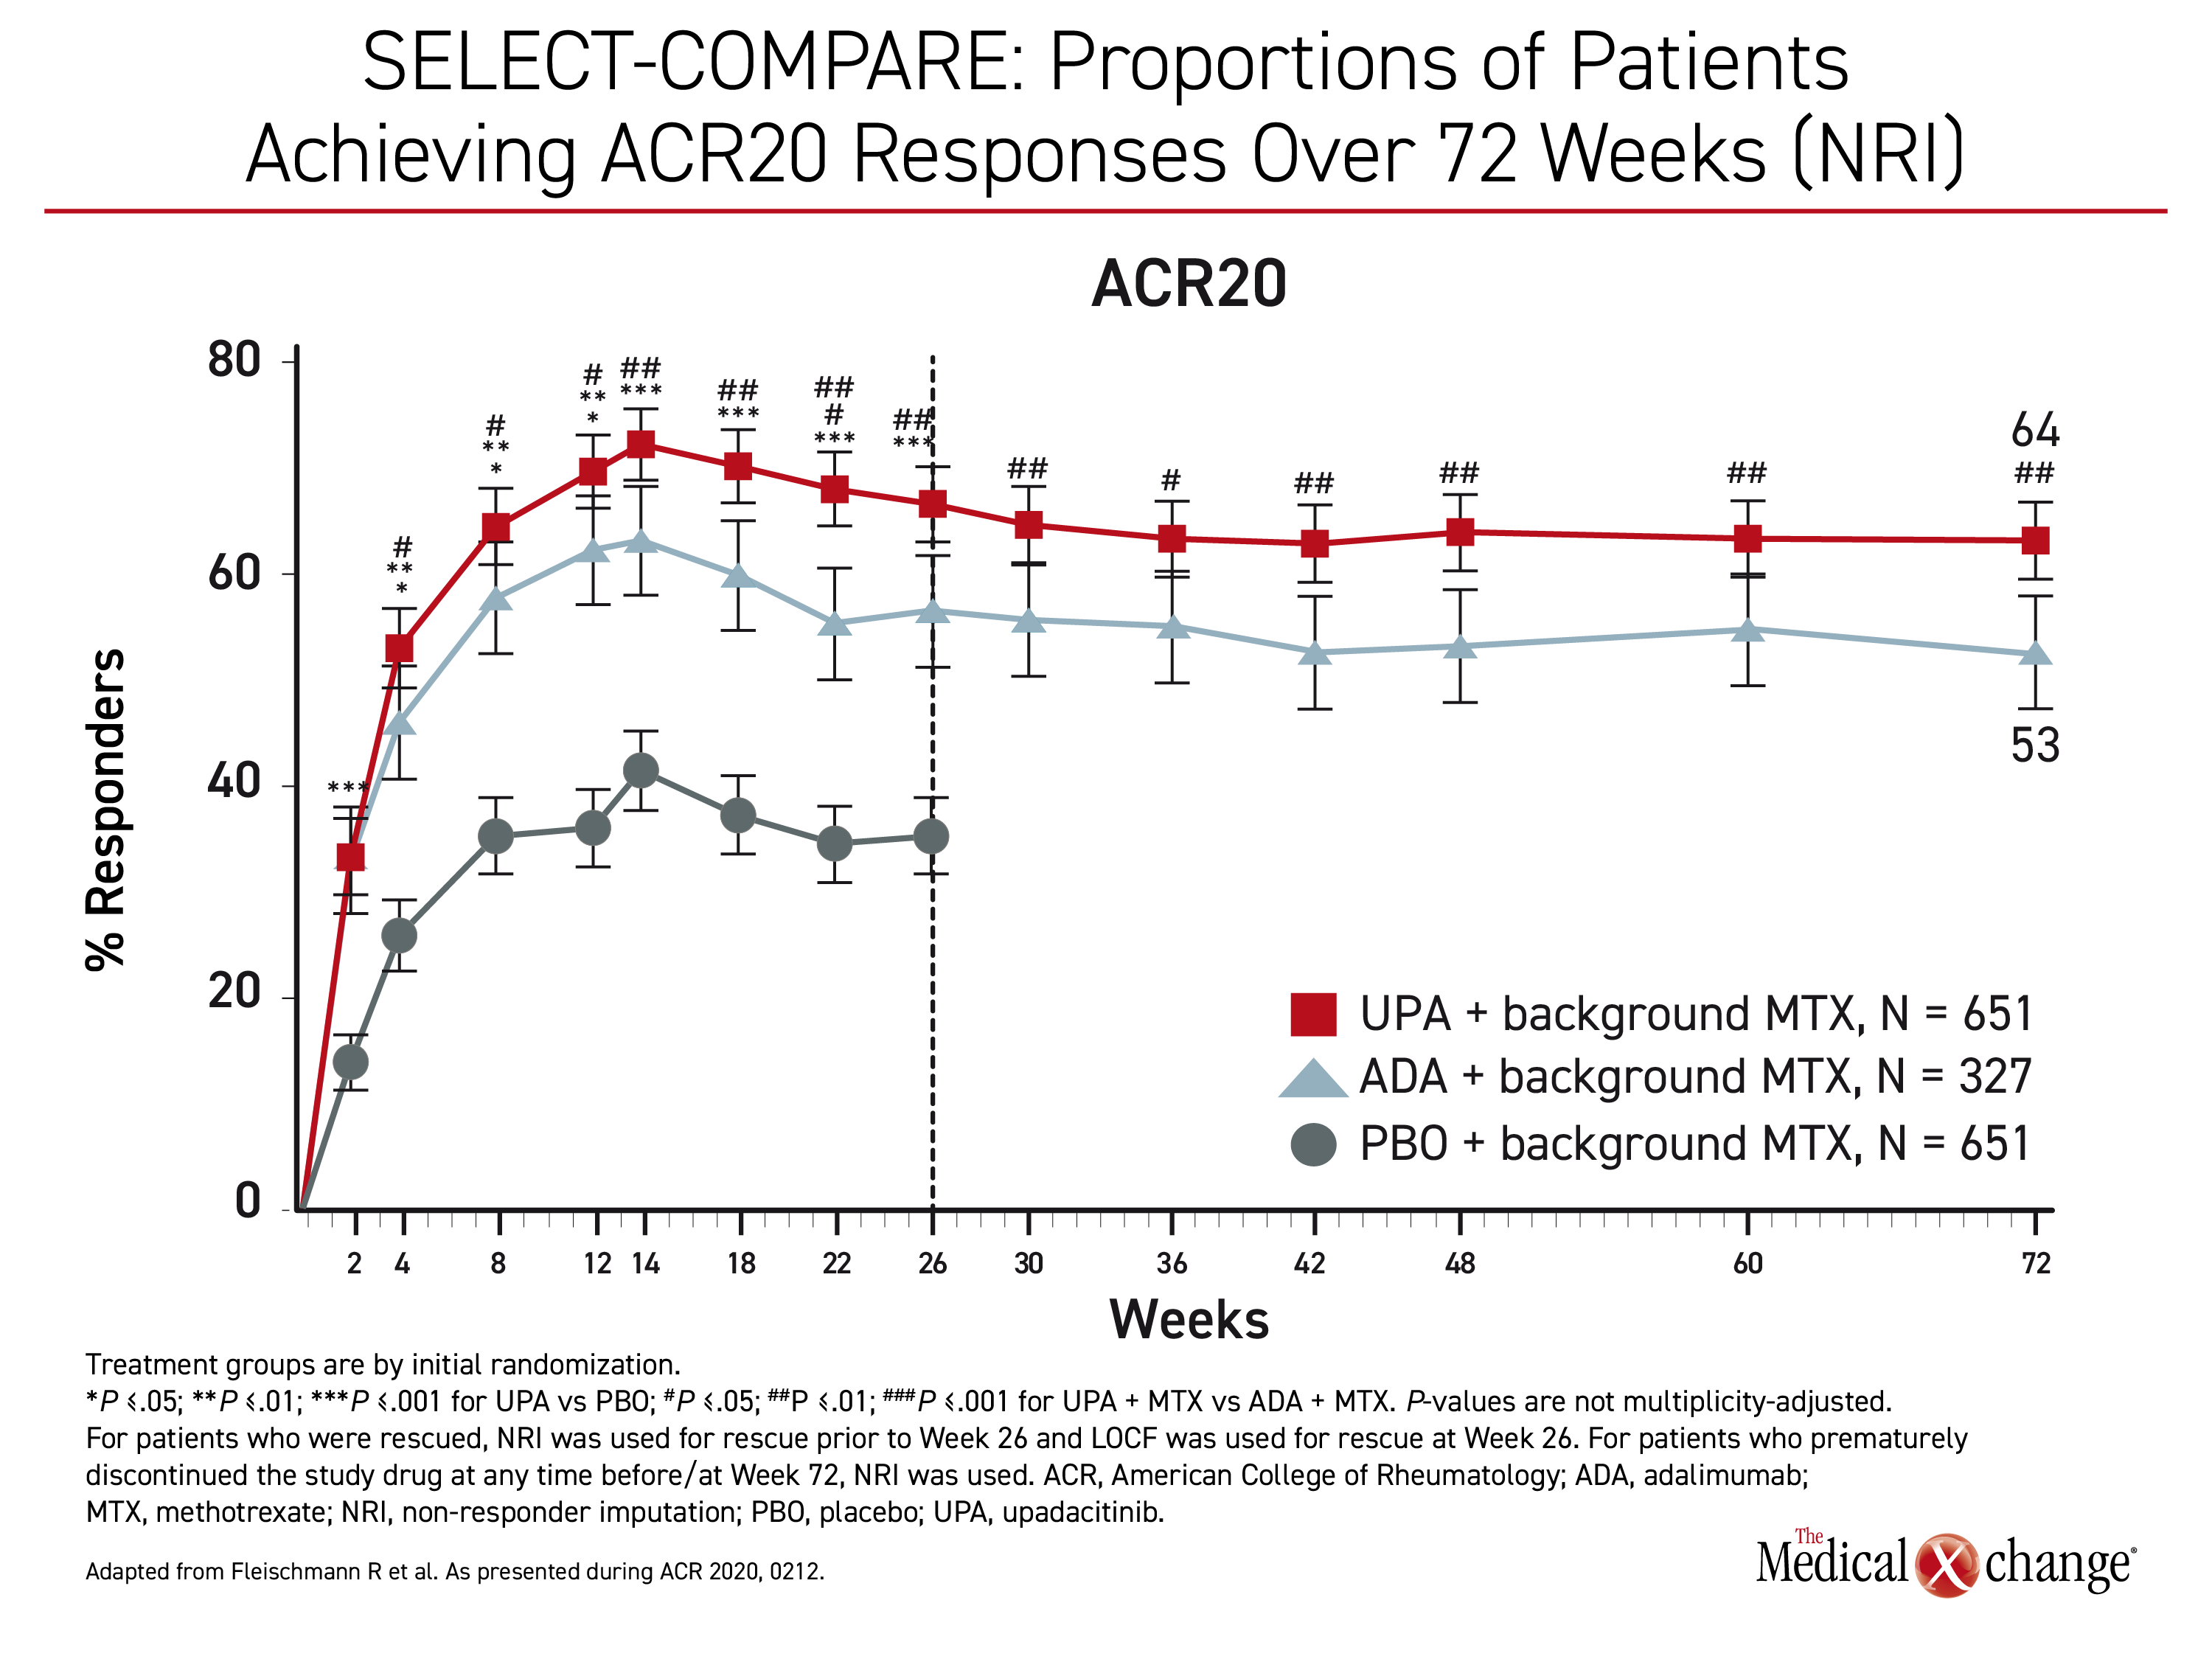 SELECT-COMPARE: Proportions of Patients
Achieving ACR20 Responses Over 72 Weeks (NRI)
ACR20
80
60
40
20
0
% Responders
***
#
**
*
#
**
*
#
**
*
##
***
##
***
##
#
***
##
***
##
#
##
##
##
64
##
53
UPA + background MTX, N = 651
ADA + background MTX, N = 327
PBO + background MTX, N = 651
2 4 8 12 14 18 22 26 30 36 42 48 60 72
Weeks
Treatment groups are by initial randomization.
*P ≤.05; **P ≤.01; ***P ≤.001 for UPA vs PBO; #P ≤.05; ##P ≤.01; ###P ≤.001 for UPA + MTX vs ADA + MTX. P-values are not multiplicity-adjusted.
For patients who were rescued, NRI was used for rescue prior to Week 26 and LOCF was used for rescue at Week 26. For patients who prematurely
discontinued the study drug at any time before/at Week 72, NRI was used. ACR, American College of Rheumatology; ADA, adalimumab;
MTX, methotrexate; NRI, non-responder imputation; PBO, placebo; UPA, upadacitinib.
Adapted from Fleischmann R et al. As presented during ACR 2020, 0212.
The
Medical X change®